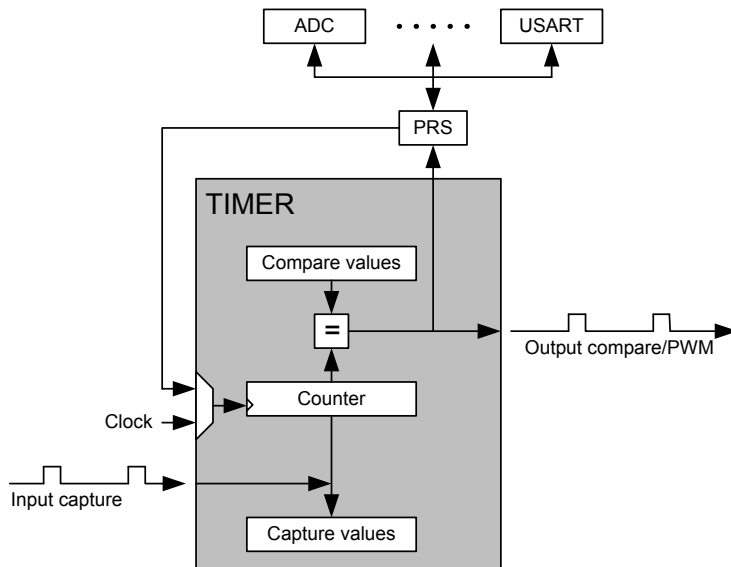 ADC
USART
PRS
TIMER
Compare values
=
Output compare/PWM
Counter
Clock
Input capture
Capture values